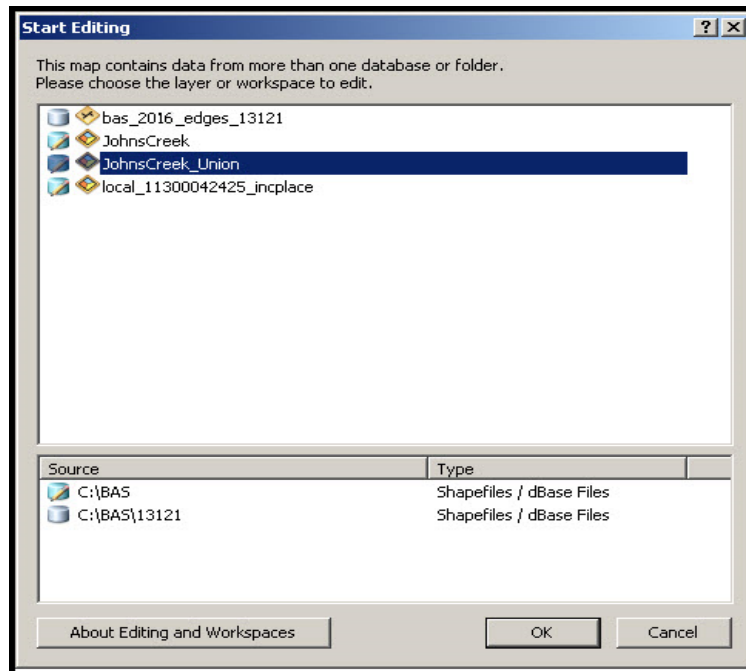 Start Editing
This map contains data from more than one database or folder.
Please choose the layer or workspace to edit.
bas_2016_edges_13121
JohnsCreek
JohnsCreek_Union
local_11300042425_incplace
Source Type
C:\BAS Shapefiles / dBase Files
C:\BAS\13121 Shapefiles / dBase Files
About Editing and Workspaces OK Cancel